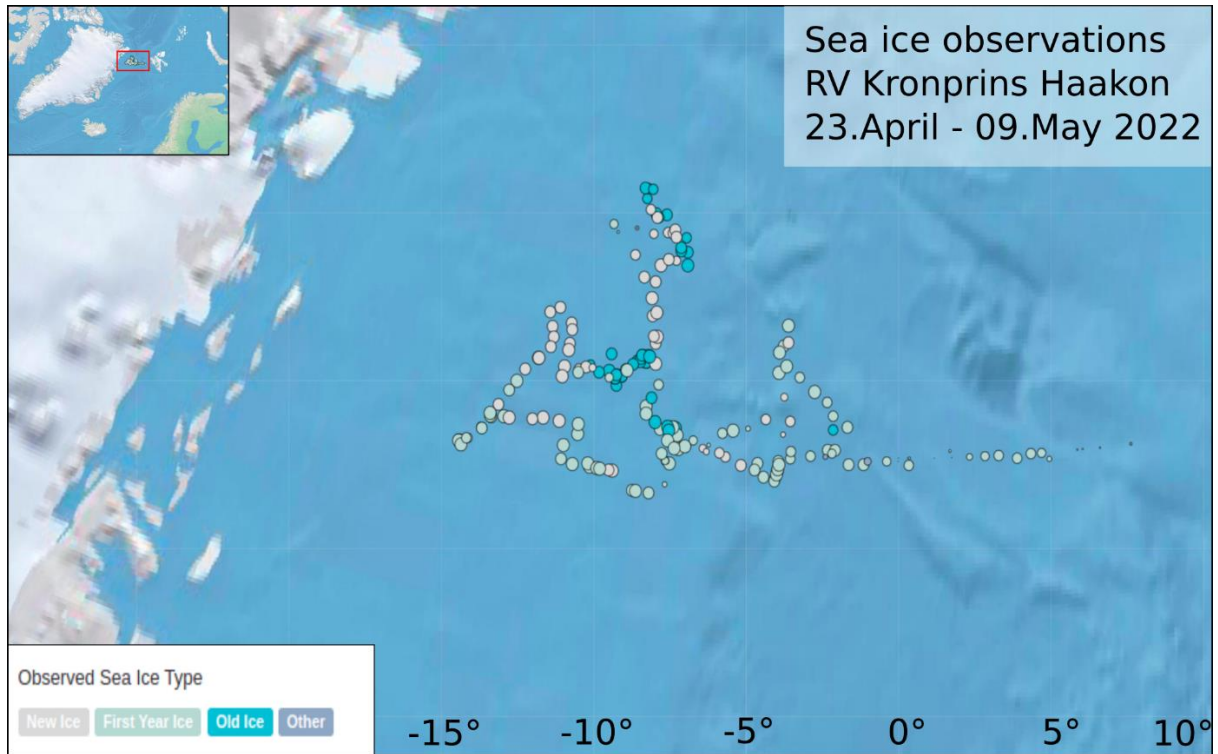 Sea ice observations
RV Kronprins Haakon
23.April - 09.May 2022
Observed Sea Ice Type
New Ice First Year Ice Old Ice Other
-15° -10° -5° 0° 5° 10°